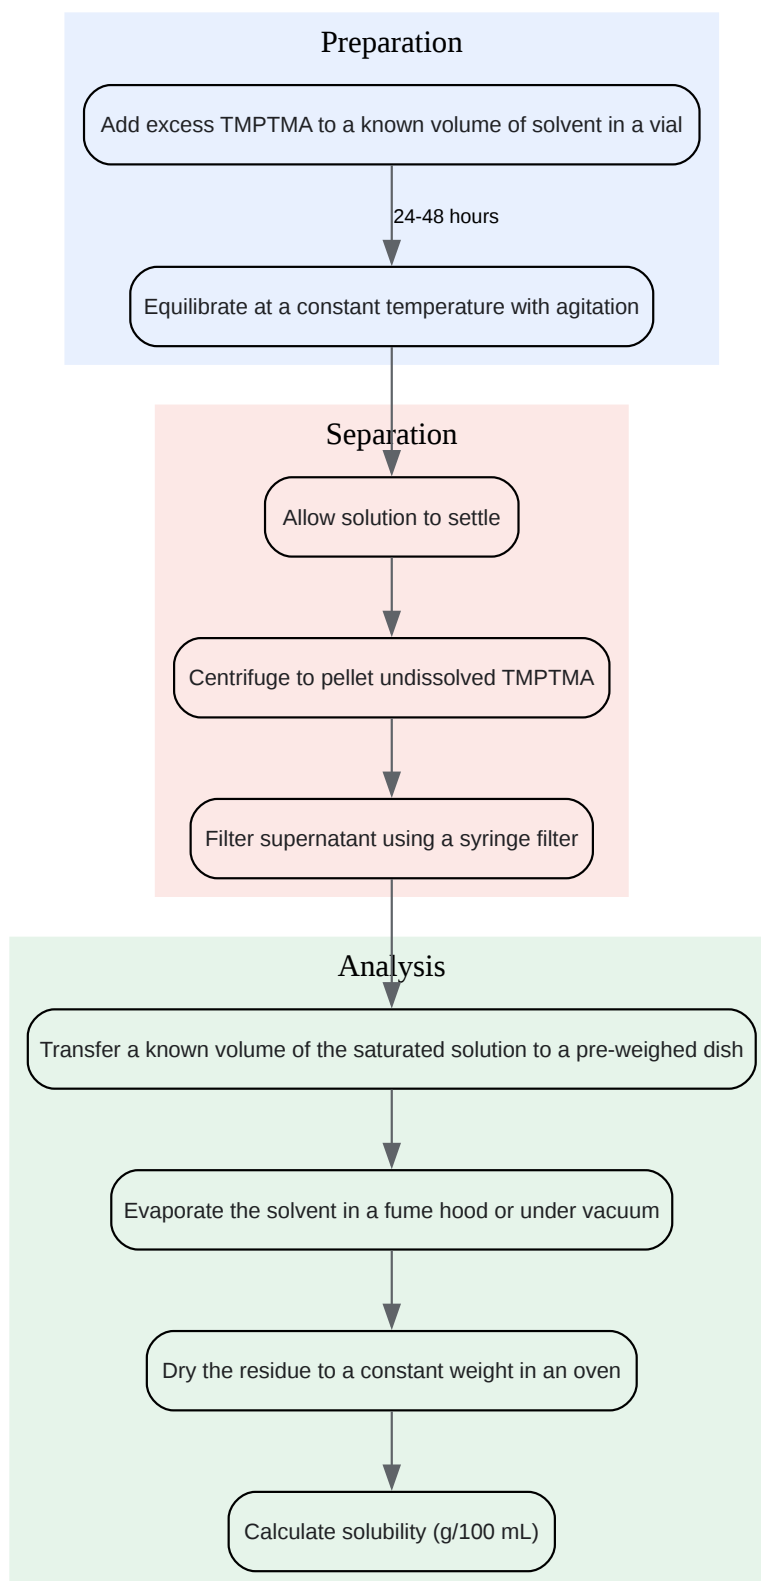 Preparation
Add excess TMPTMA to a known volume of solvent in a vial
24-48 hours
Equilibrate at a constant temperature with agitation
Separation
Allow solution to settle
Centrifuge to pellet undissolved TMPTMA
Filter supernatant using a syringe filter
Analysis
Transfer a known volume of the saturated solution to a pre-weighed dish
Evaporate the solvent in a fume hood or under vacuum
Dry the residue to a constant weight in an oven
Calculate solubility (g/100 mL)